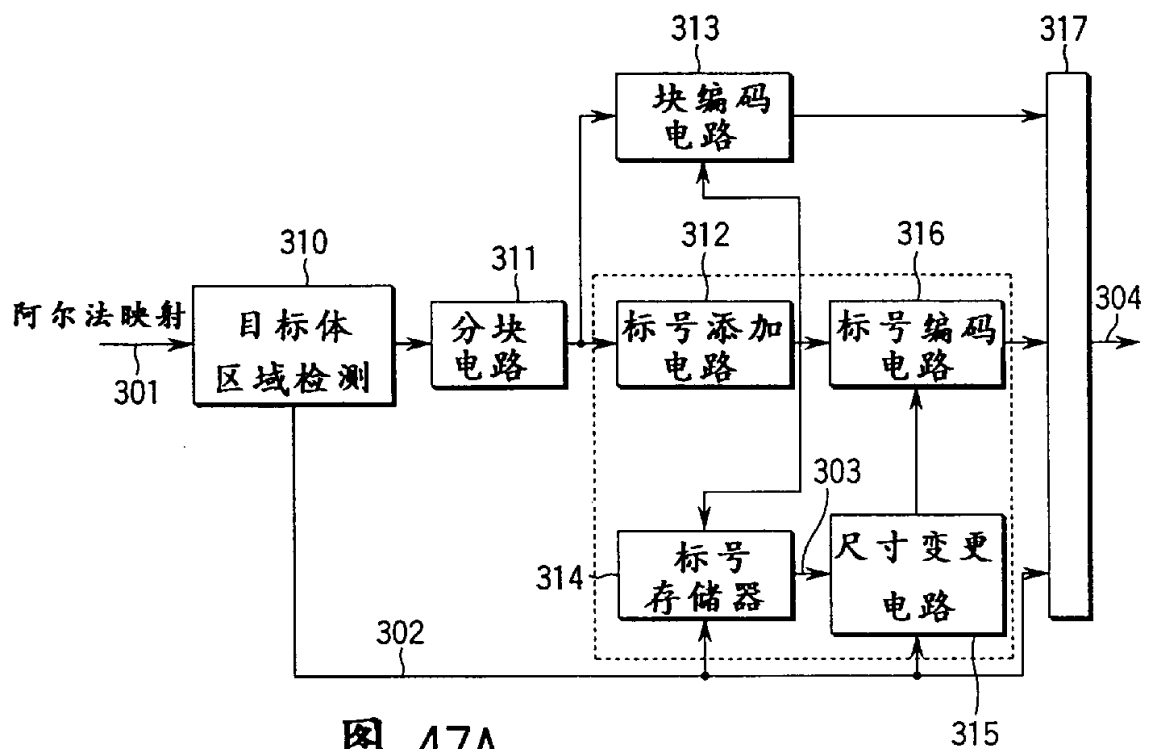 313
317
块编码
电路
310
311
312
316
阿尔法映射
301
目标体
区域检测
分块
电路
标号添加
电路
标号编码
电路
304
303
314
标号
存储器
尺寸变更
电路
302
315
图 47A